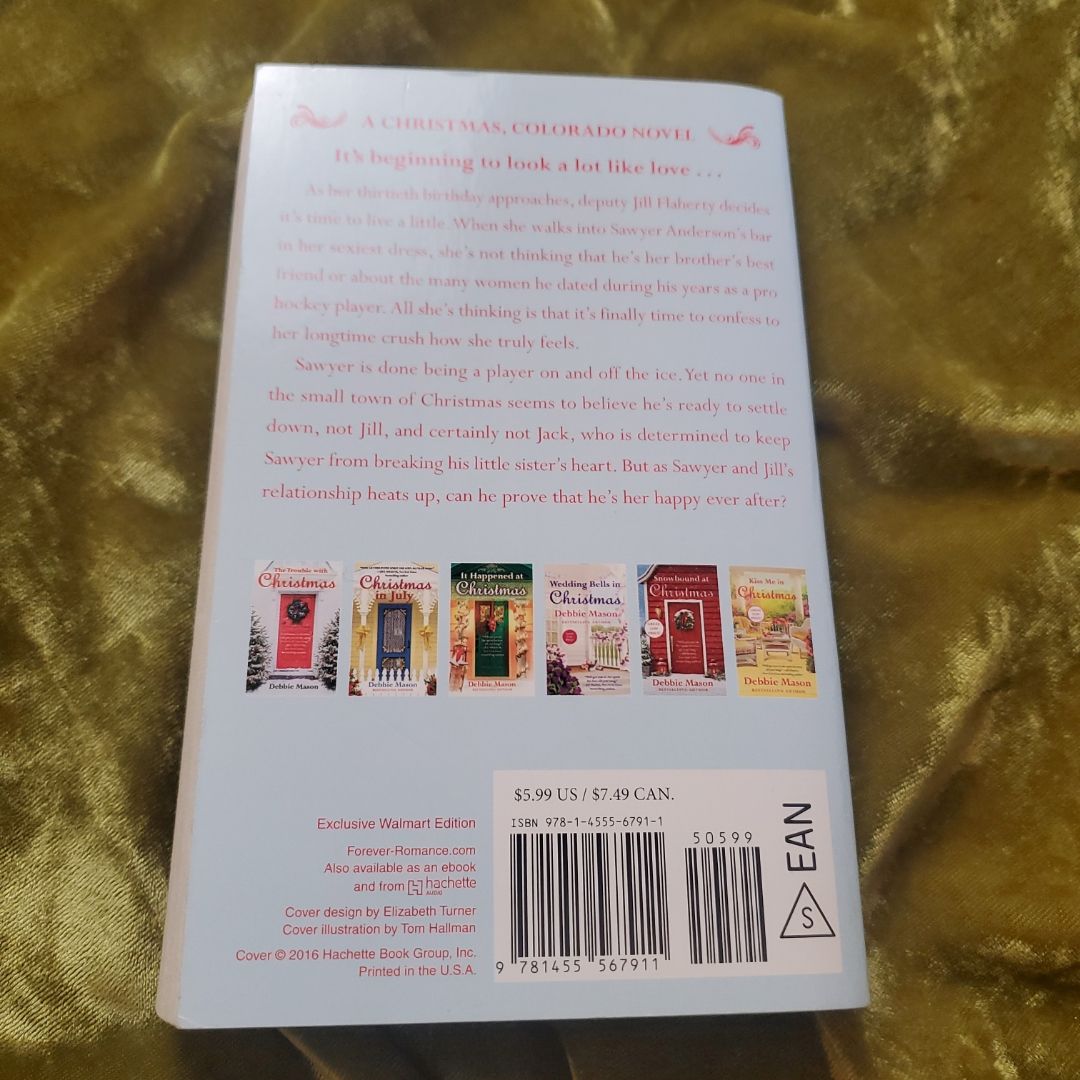 A CHRISTMAS, COLORADO NOVEL
It's beginning to look a lot like love . . .
As her thirtieth birthday approaches, deputy Jill Flaherty decides
it's time to live a little. When she walks into Sawyer Anderson's bar
in her sexiest dress, she's not thinking that he's her brother's best
friend or about the many women he dated during his years as a pro
hockey player. All she's thinking is that it's finally time to confess to
her longtime crush how she truly feels.
Sawyer is done being a player on and off the ice. Yet no one in
the small town of Christmas seems to believe he's ready to settle
down, not Jill, and certainly not Jack, who is determined to keep
Sawyer from breaking his little sister's heart. But as Sawyer and Jill's
relationship heats up, can he prove that he's her happy ever after?
The Trouble with
Christmas
Debbie Mason
Christmas
in July
Debbie Mason
BESTSELLING AUTHOR
It Happened at
Christmas
Debbie Mason
BESTSELLING AUTHOR
Wedding Bells in
Christmas
Debbie Mason
BESTSELLING AUTHOR
Snowbound at
Christmas
Debbie Mason
BESTSELLING AUTHOR
Kiss Me in
Christmas
Debbie Mason
BESTSELLING AUTHOR
Exclusive Walmart Edition
Forever-Romance.com
Also available as an ebook
and from hachette
AUDIO
Cover design by Elizabeth Turner
Cover illustration by Tom Hallman
Cover © 2016 Hachette Book Group, Inc.
Printed in the U.S.A.
$5.99 US / $7.49 CAN.
ISBN 978-1-4555-6791-1
50599
9 781455 567911
EAN
S